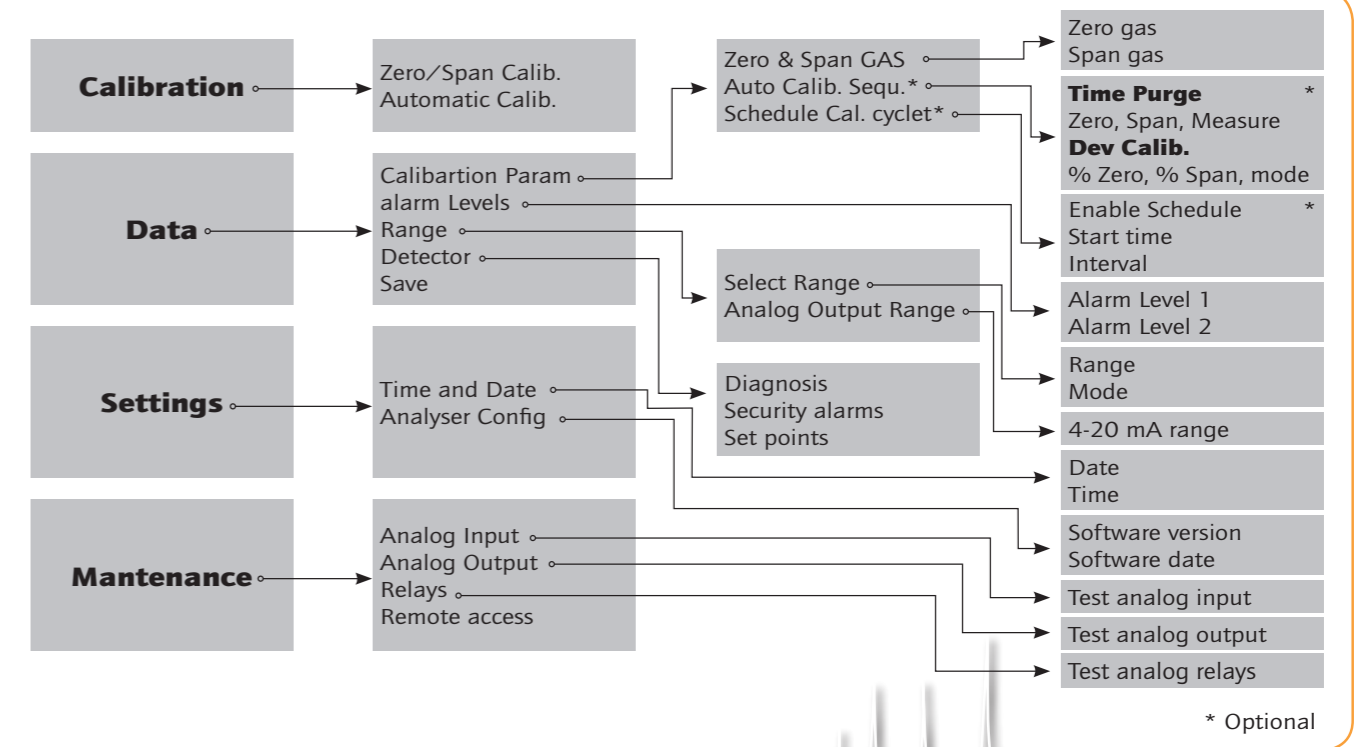 Calibration
Zero/Span Calib.
Automatic Calib.
Data
Calibartion Param
alarm Levels
Range
Detector
Save
Settings
Time and Date
Analyser Config
Mantenance
Analog Input
Analog Output
Relays
Remote access
Zero & Span GAS
Auto Calib. Sequ.*
Schedule Cal. cyclet*
Select Range
Analog Output Range
Diagnosis
Security alarms
Set points
Zero gas
Span gas
Time Purge *
Zero, Span, Measure
Dev Calib.
% Zero, % Span, mode
Enable Schedule *
Start time
Interval
Alarm Level 1
Alarm Level 2
Range
Mode
4-20 mA range
Date
Time
Software version
Software date
Test analog input
Test analog output
Test analog relays
* Optional